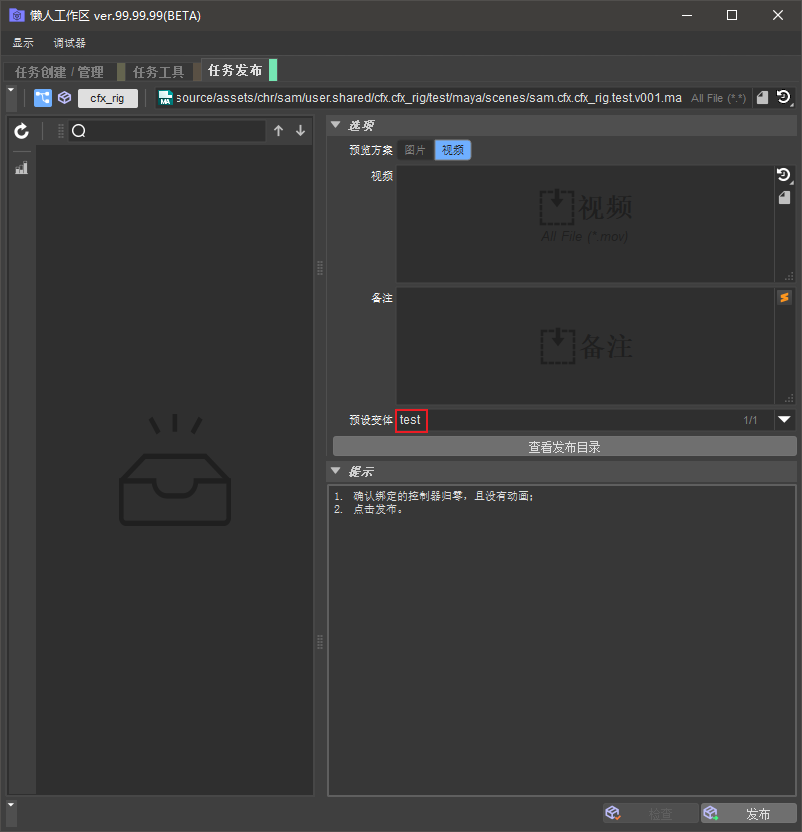 懒人工作区 ver.99.99.99(BETA)
显示 调试器
任务创建 / 管理 任务工具 任务发布
cfx_rig MA source/assets/chr/sam/user.shared/cfx.cfx_rig/test/maya/scenes/sam.cfx.cfx_rig.test.v001.ma All File (*.*)
选项
预览方案 图片 视频
视频
视频
All File (*.mov)
备注
备注
预设变体 test 1/1
查看发布目录
提示
1. 确认绑定的控制器归零，且没有动画；
2. 点击发布。
检查 发布